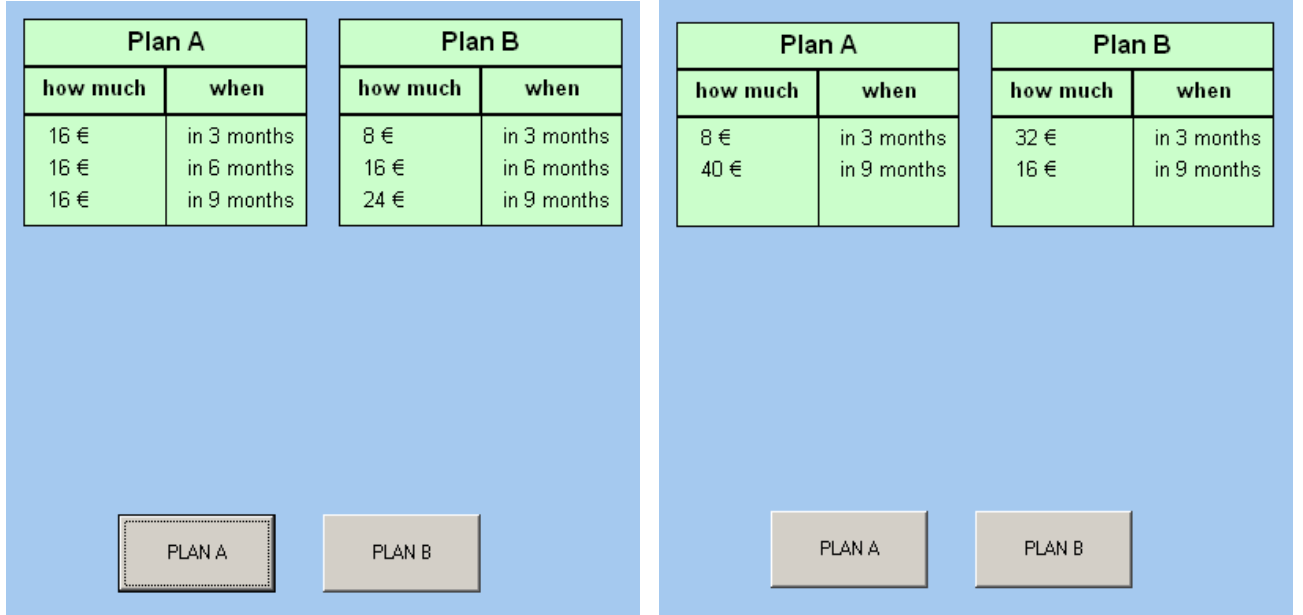 Plan A Plan B
how much when how much when
16 € in 3 months 8 € in 3 months
16 € in 6 months 16 € in 6 months
16 € in 9 months 24 € in 9 months
PLAN A PLAN B
Plan A Plan B
how much when how much when
8 € in 3 months 32 € in 3 months
40 € in 9 months 16 € in 9 months
PLAN A PLAN B